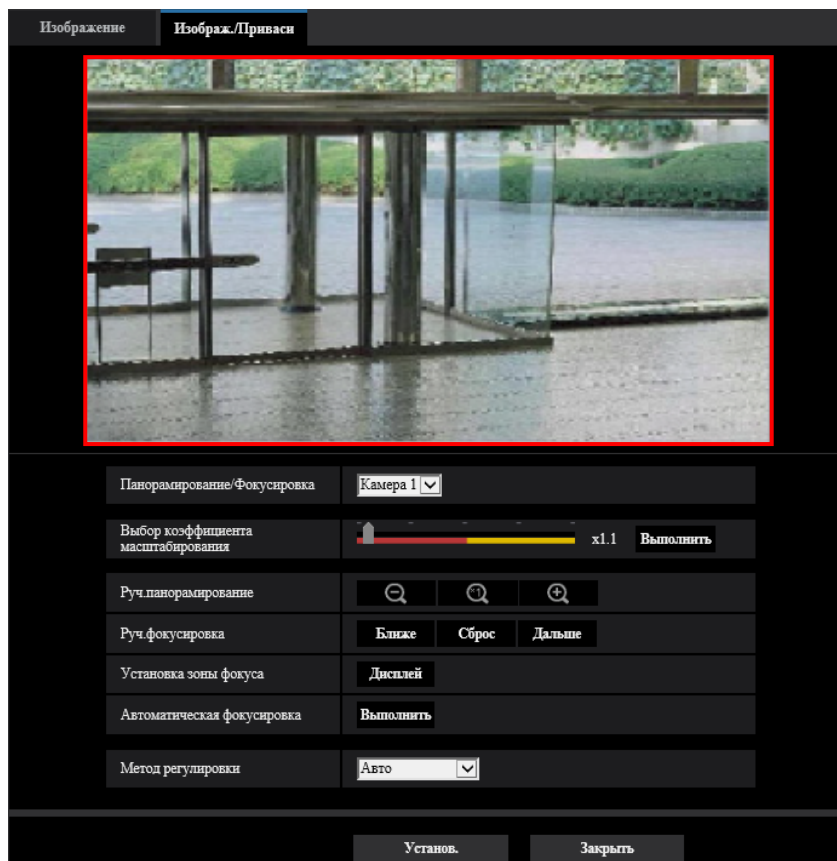 Изображение
Изображ./Приваси
Панорамирование/Фокусировка
Камера 1
Выбор коэффициента
масштабирования
x1.1
Выполнить
Руч.панорамирование
×1
Руч.фокусировка
Ближе
Сброс
Дальше
Установка зоны фокуса
Дисплей
Автоматическая фокусировка
Выполнить
Метод регулировки
Авто
Установ.
Закрыть